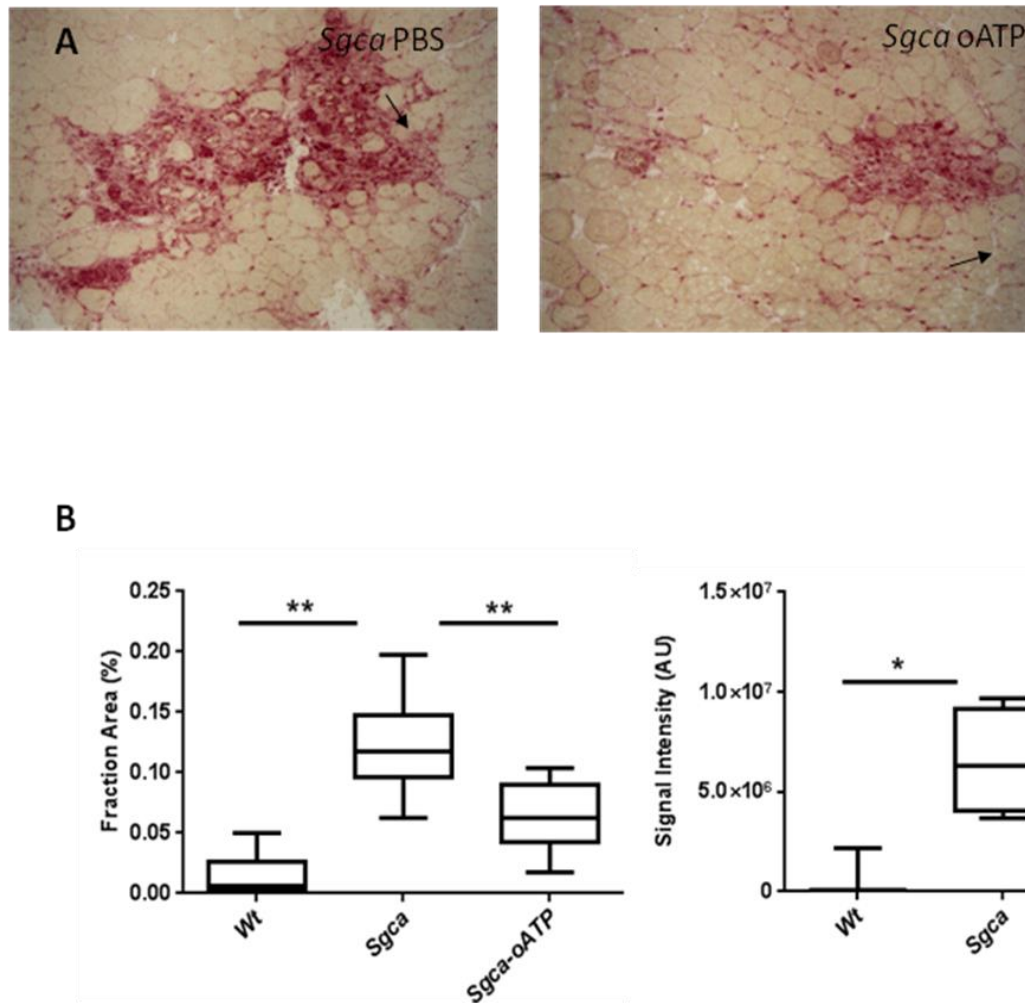 A
Sgca PBS
Sgca oATP
B
Fraction Area (%)
0.25
0.20
0.15
0.10
0.05
0.00
**
**
Wt
Sgca
Sgca-oATP
Signal Intensity (AU)
1.5×10⁷
1.0×10⁷
5.0×10⁶
0
*
Wt
Sgca